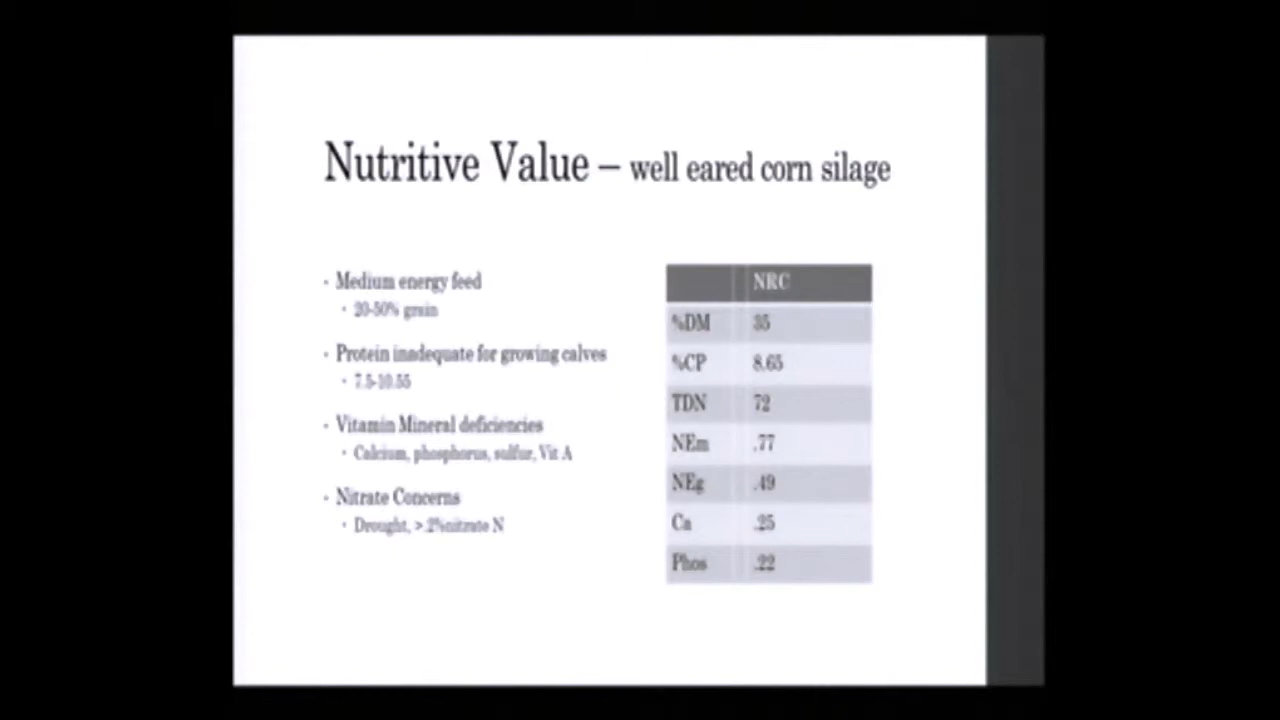 Nutritive Value – well eared corn silage
· Medium energy feed
· 20-50% grain
· Protein inadequate for growing calves
· 7.5-10.55
· Vitamin Mineral deficiencies
· Calcium, phosphorus, sulfur, Vit A
· Nitrate Concerns
· Drought, >.2%nitrate N
NRC
%DM 35
%CP 8.65
TDN 72
NEm .77
NEg .49
Ca .25
Phos .22